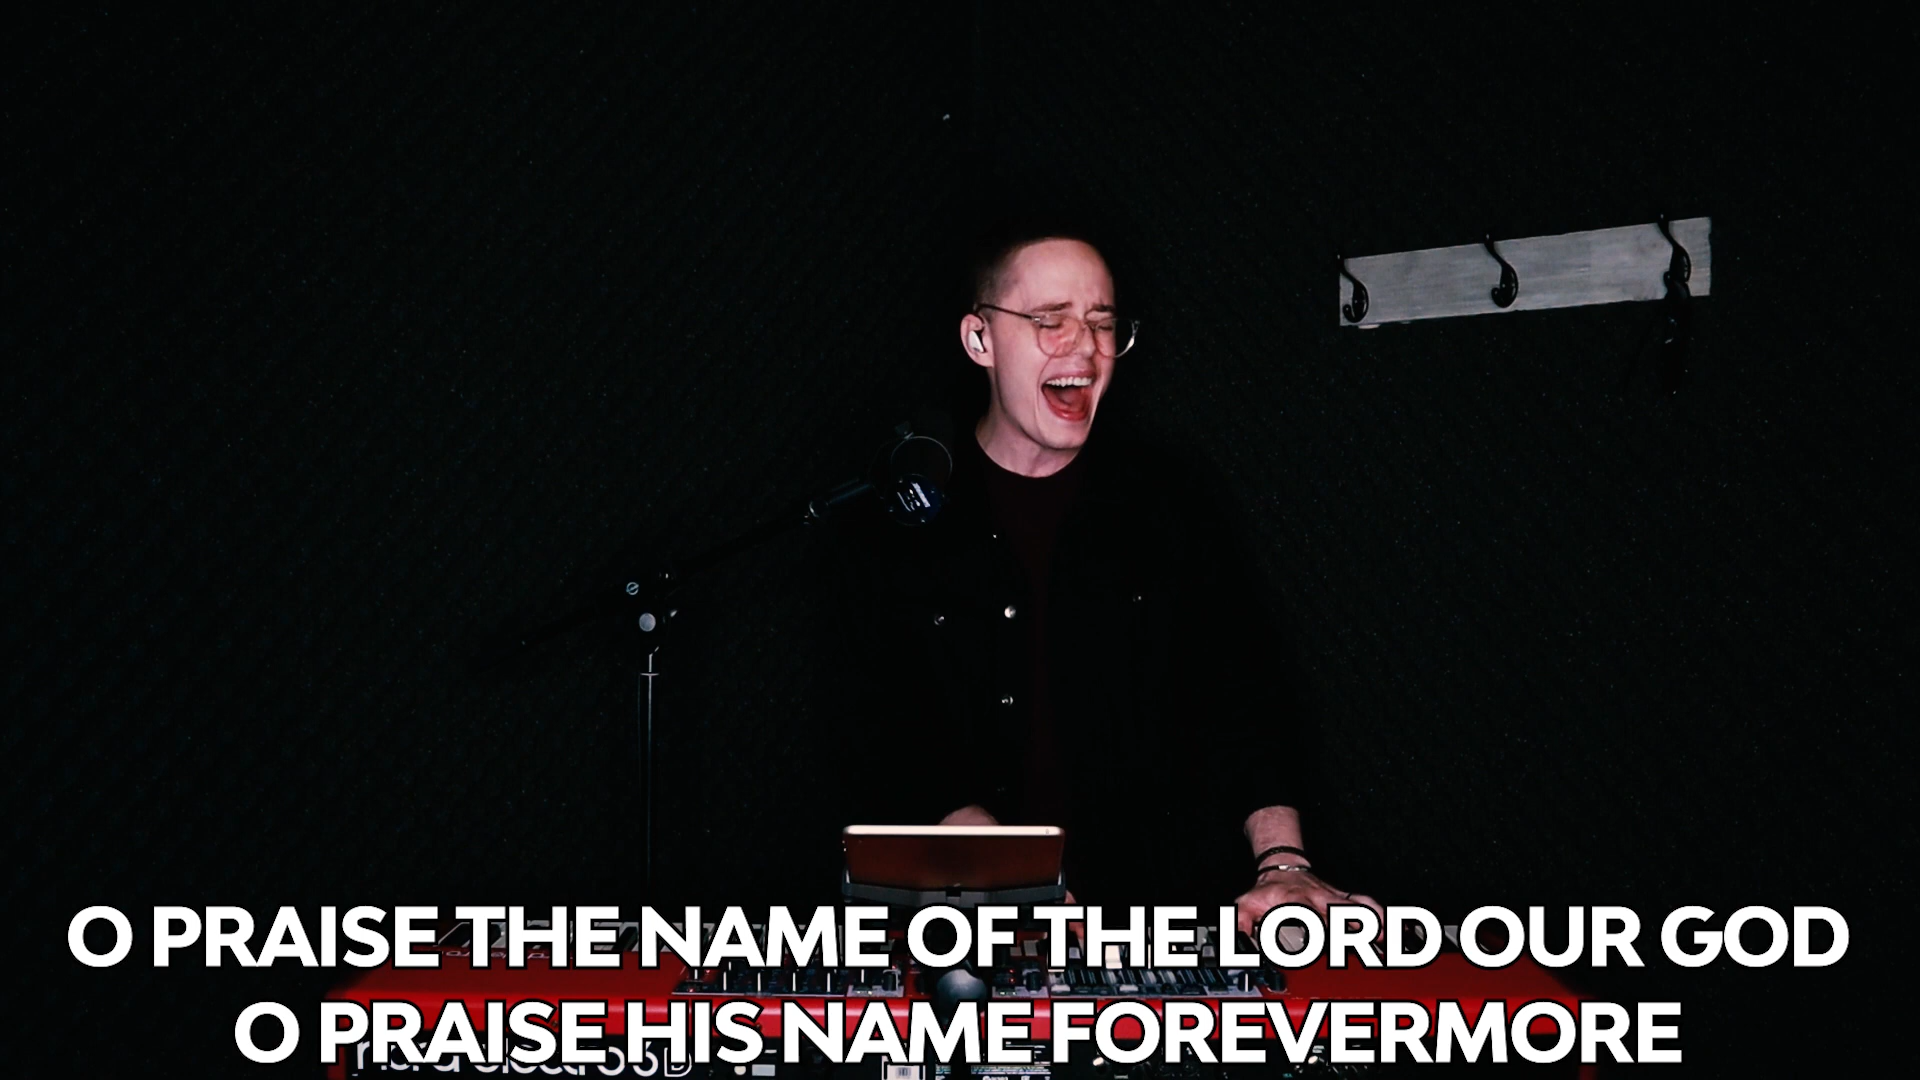 O PRAISE THE NAME OF THE LORD OUR GOD
O PRAISE HIS NAME FOREVERMORE